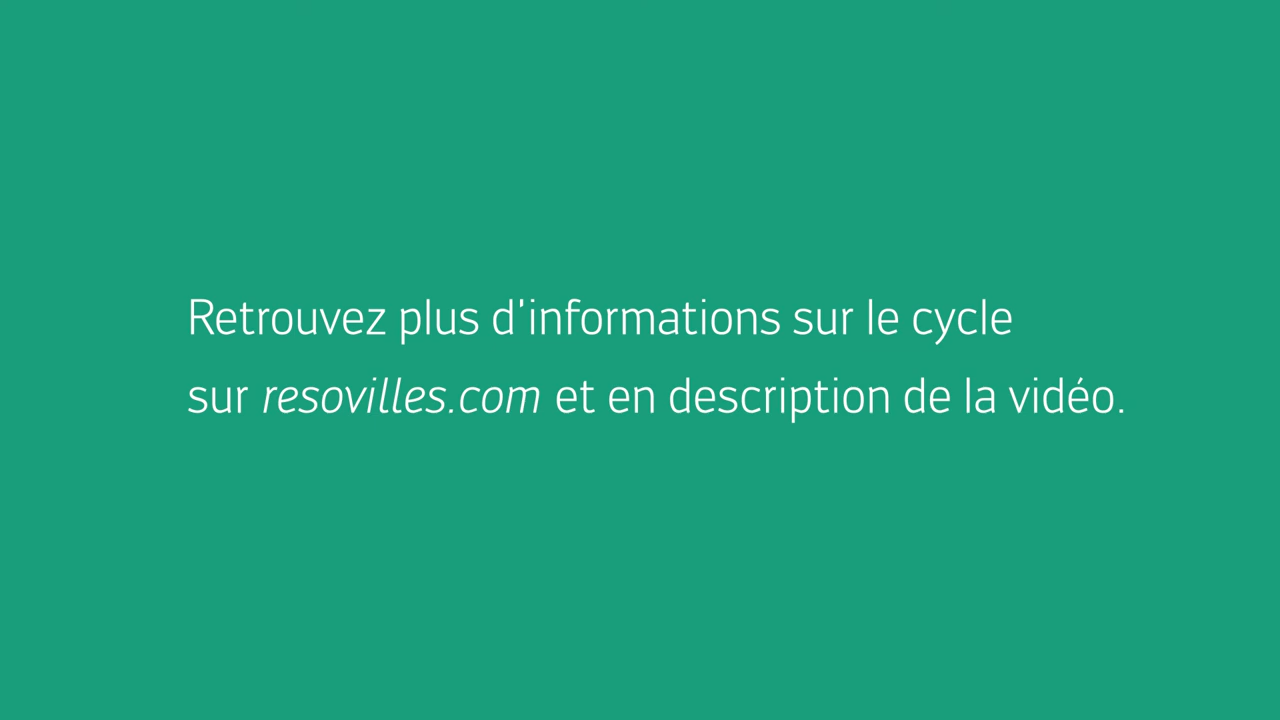 Retrouvez plus d'informations sur le cycle
sur resovilles.com et en description de la vidéo.